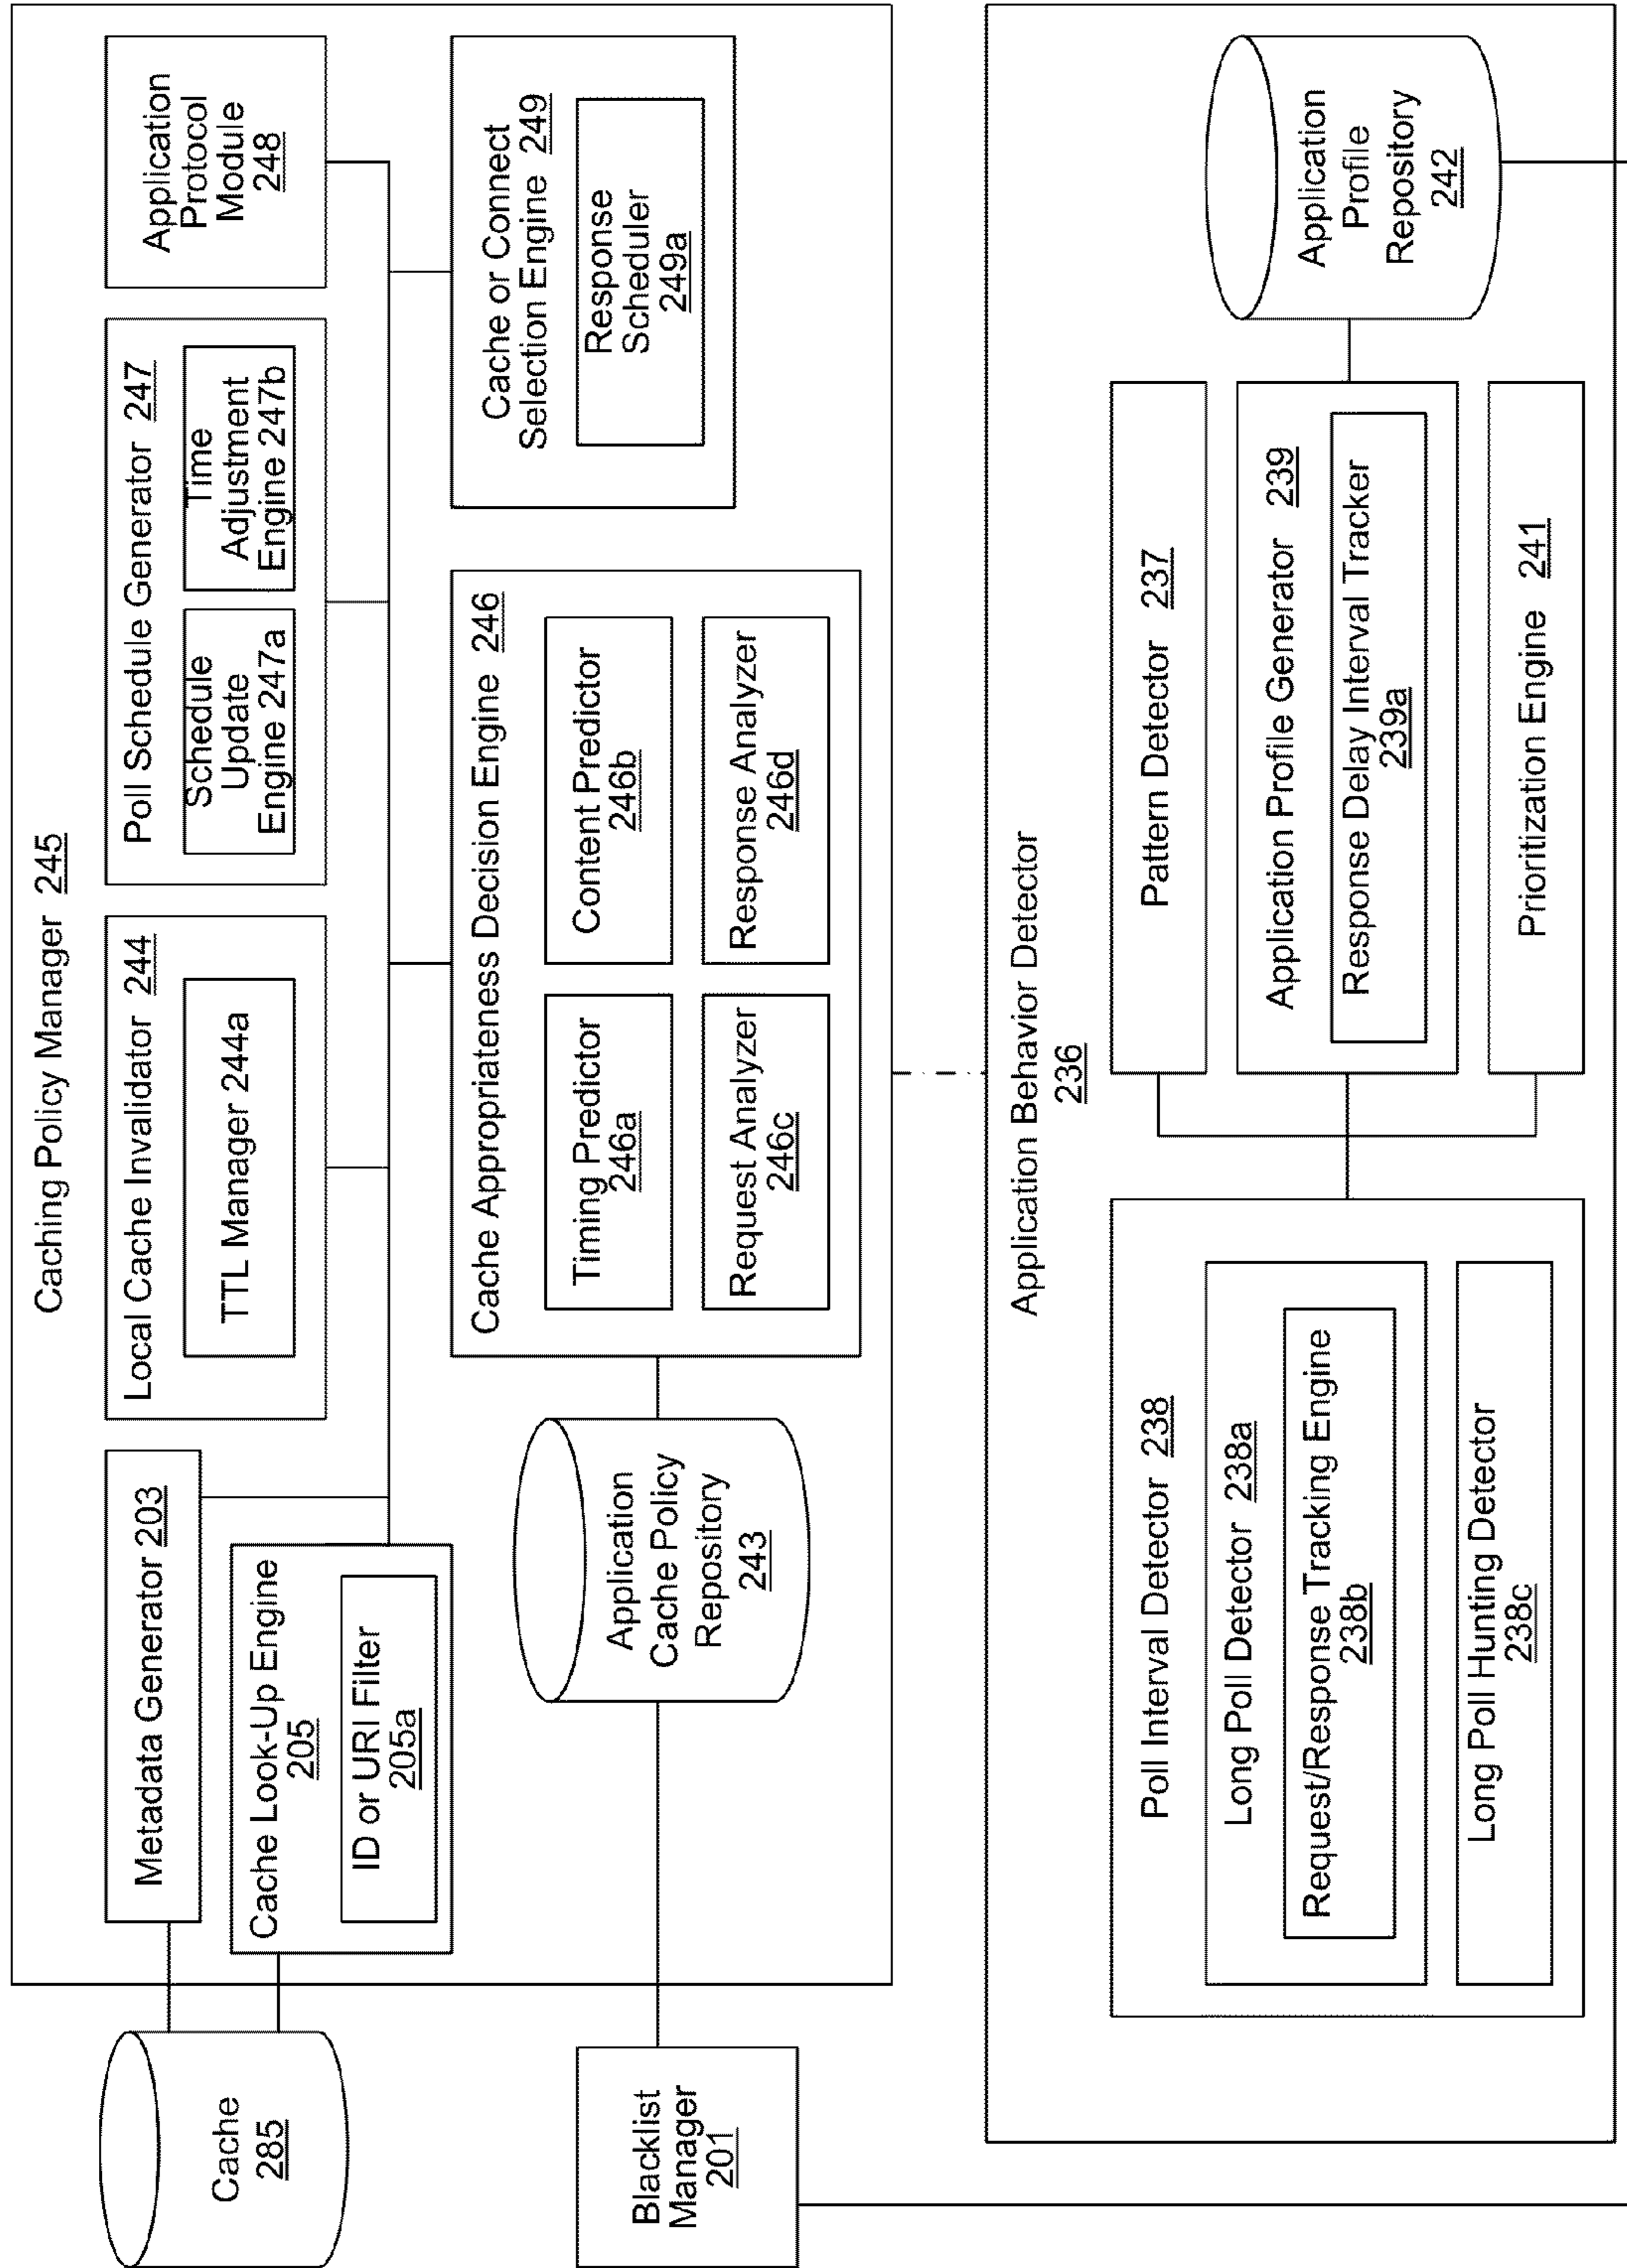 Caching Policy Manager 245
Cache
285
Metadata Generator 203
Cache Look-Up Engine
205
ID or URI Filter
205a
Local Cache Invalidator 244
TTL Manager 244a
Poll Schedule Generator 247
Schedule
Update
Engine 247a
Time
Adjustment
Engine 247b
Application
Protocol
Module
248
Blacklist
Manager
201
Application
Cache Policy
Repository
243
Cache Appropriateness Decision Engine 246
Timing Predictor
246a
Content Predictor
246b
Request Analyzer
246c
Response Analyzer
246d
Cache or Connect
Selection Engine 249
Response
Scheduler
249a
Application Behavior Detector
236
Poll Interval Detector 238
Long Poll Detector 238a
Request/Response Tracking Engine
238b
Long Poll Hunting Detector
238c
Pattern Detector 237
Application Profile Generator 239
Response Delay Interval Tracker
239a
Prioritization Engine 241
Application
Profile
Repository
242